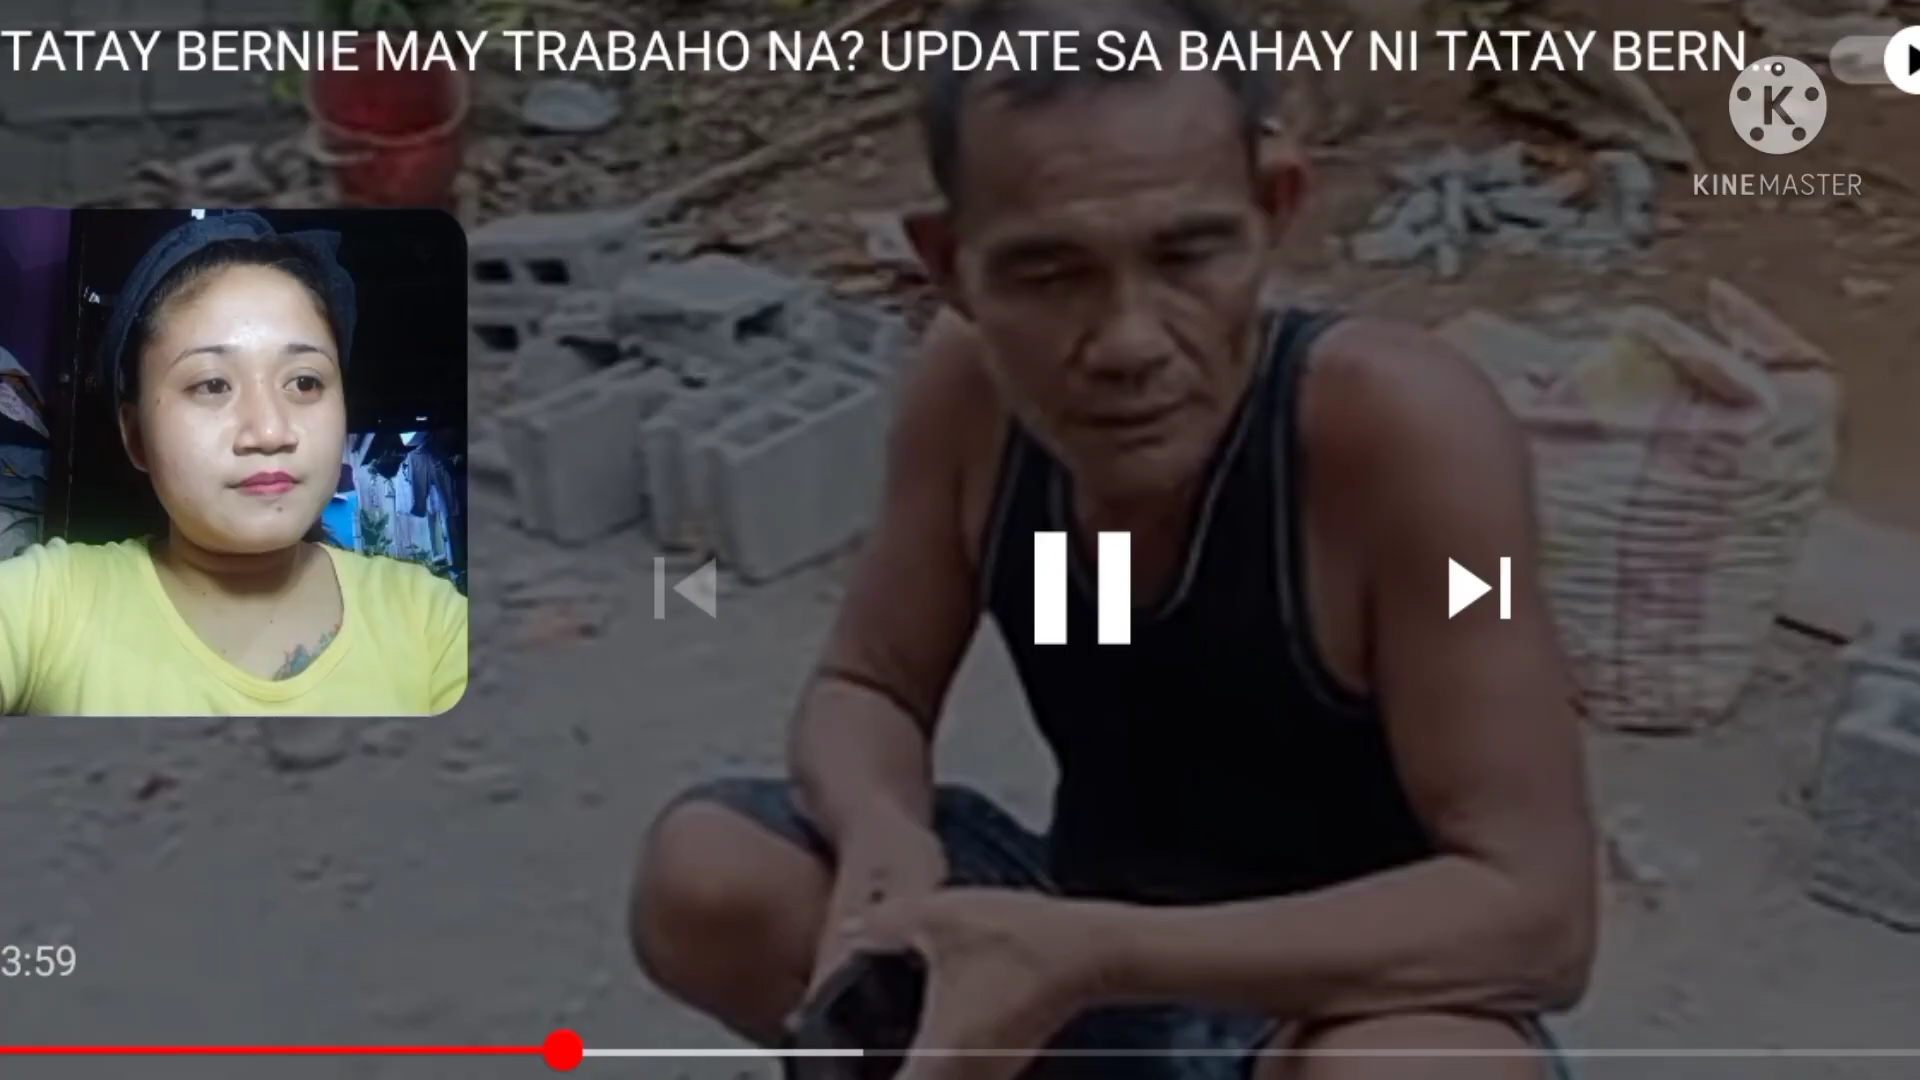 TATAY BERNIE MAY TRABAHO NA? UPDATE SA BAHAY NI TATAY BERN...
K
KINEMASTER
3:59